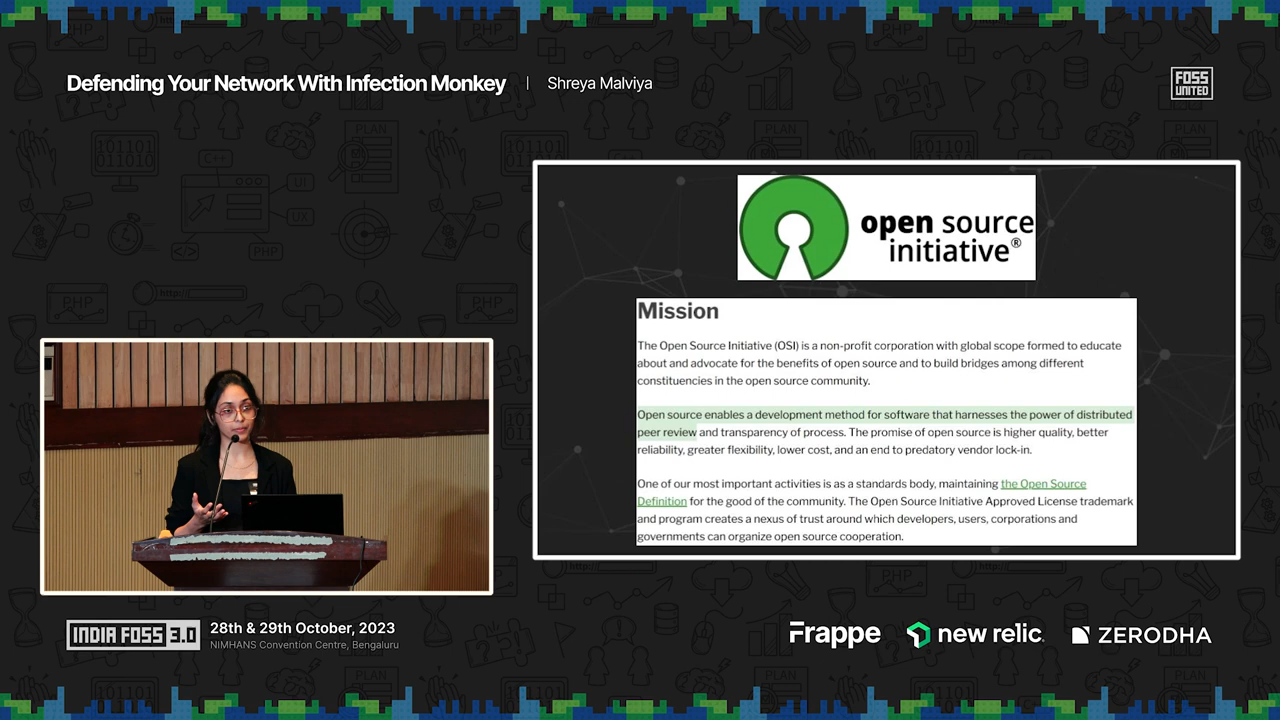 Defending Your Network With Infection Monkey | Shreya Malviya
FOSS
UNITED
open source
initiative®
Mission
The Open Source Initiative (OSI) is a non-profit corporation with global scope formed to educate
about and advocate for the benefits of open source and to build bridges among different
constituencies in the open source community.
Open source enables a development method for software that harnesses the power of distributed
peer review and transparency of process. The promise of open source is higher quality, better
reliability, greater flexibility, lower cost, and an end to predatory vendor lock-in.
One of our most important activities is as a standards body, maintaining the Open Source
Definition for the good of the community. The Open Source Initiative Approved License trademark
and program creates a nexus of trust around which developers, users, corporations and
governments can organize open source cooperation.
INDIA FOSS 3.0
28th & 29th October, 2023
NIMHANS Convention Centre, Bengaluru
Frappe
new relic
ZERODHA